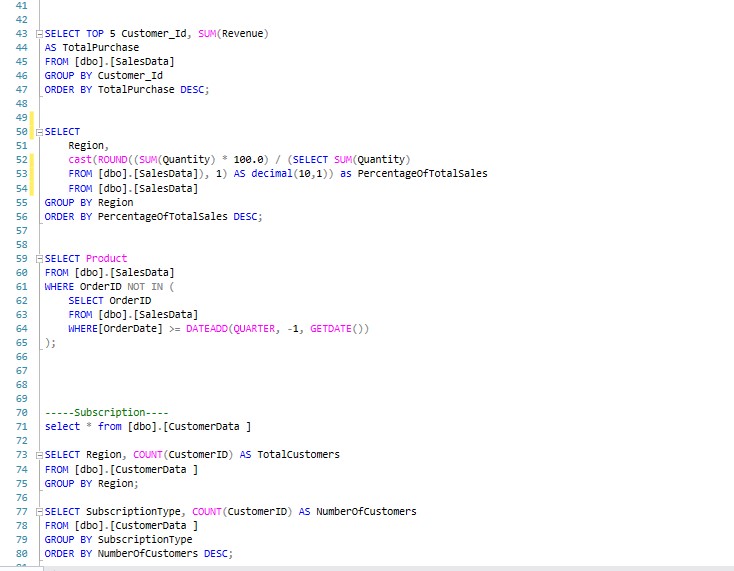 41
42
43 SELECT TOP 5 Customer_Id, SUM(Revenue)
44 AS TotalPurchase
45 FROM [dbo].[SalesData]
46 GROUP BY Customer_Id
47 ORDER BY TotalPurchase DESC;
48
49
50 SELECT
51 Region,
52 cast(ROUND((SUM(Quantity) * 100.0) / (SELECT SUM(Quantity)
53 FROM [dbo].[SalesData]), 1) AS decimal(10,1)) as PercentageOfTotalSales
54 FROM [dbo].[SalesData]
55 GROUP BY Region
56 ORDER BY PercentageOfTotalSales DESC;
57
58
59 SELECT Product
60 FROM [dbo].[SalesData]
61 WHERE OrderID NOT IN (
62 SELECT OrderID
63 FROM [dbo].[SalesData]
64 WHERE[OrderDate] >= DATEADD(QUARTER, -1, GETDATE())
65 );
66
67
68
69
70 -----Subscription----
71 select * from [dbo].[CustomerData ]
72
73 SELECT Region, COUNT(CustomerID) AS TotalCustomers
74 FROM [dbo].[CustomerData ]
75 GROUP BY Region;
76
77 SELECT SubscriptionType, COUNT(CustomerID) AS NumberOfCustomers
78 FROM [dbo].[CustomerData ]
79 GROUP BY SubscriptionType
80 ORDER BY NumberOfCustomers DESC;